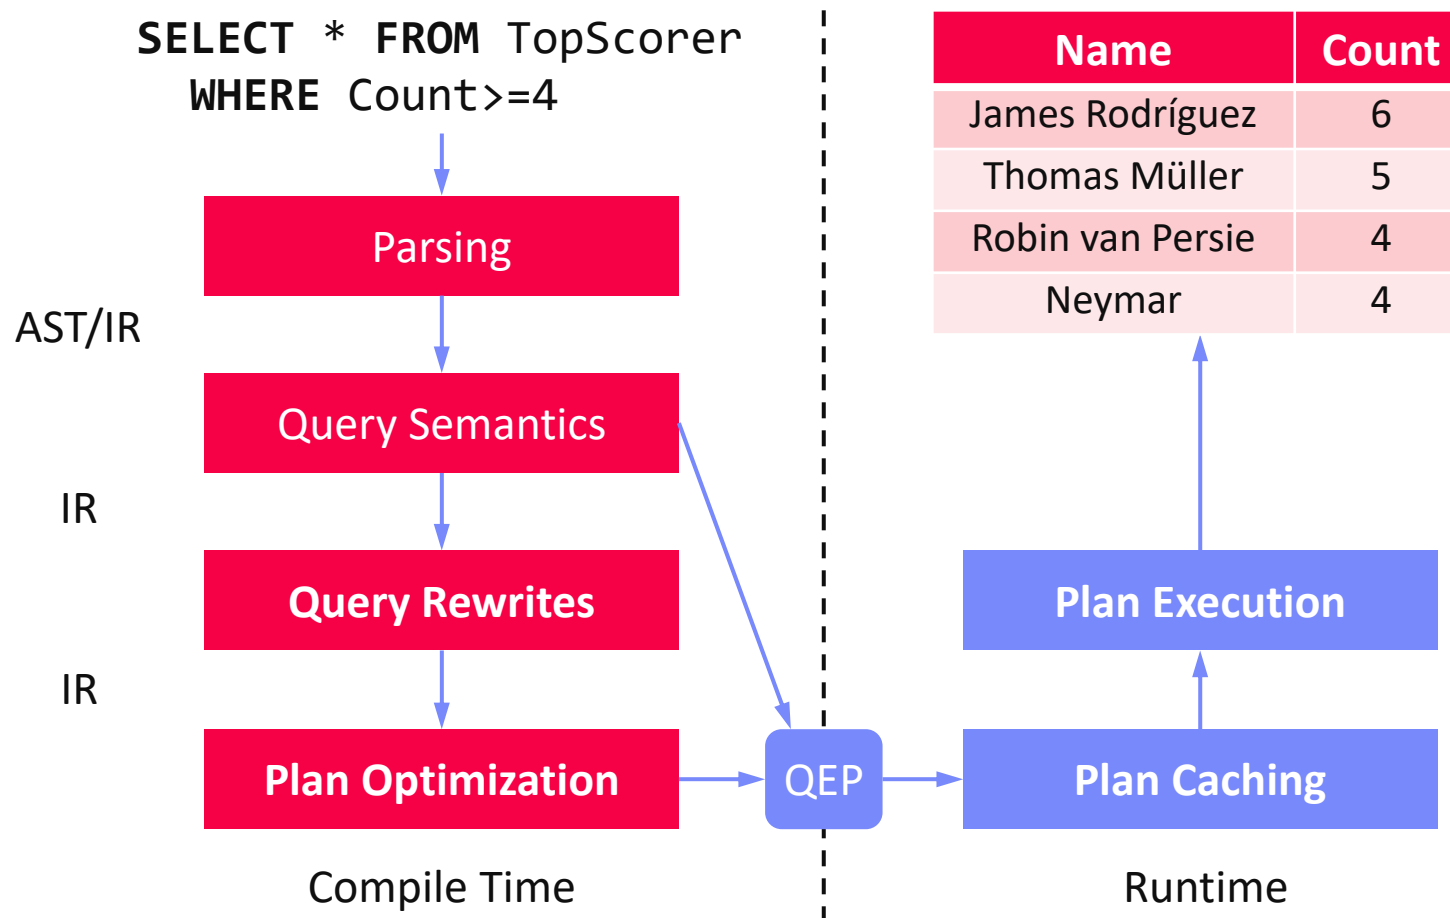 SELECT * FROM TopScorer
WHERE Count>=4
Parsing
AST/IR
Query Semantics
IR
Query Rewrites
IR
Plan Optimization
QEP
Compile Time
Name Count
James Rodríguez 6
Thomas Müller 5
Robin van Persie 4
Neymar 4
Plan Execution
Plan Caching
Runtime